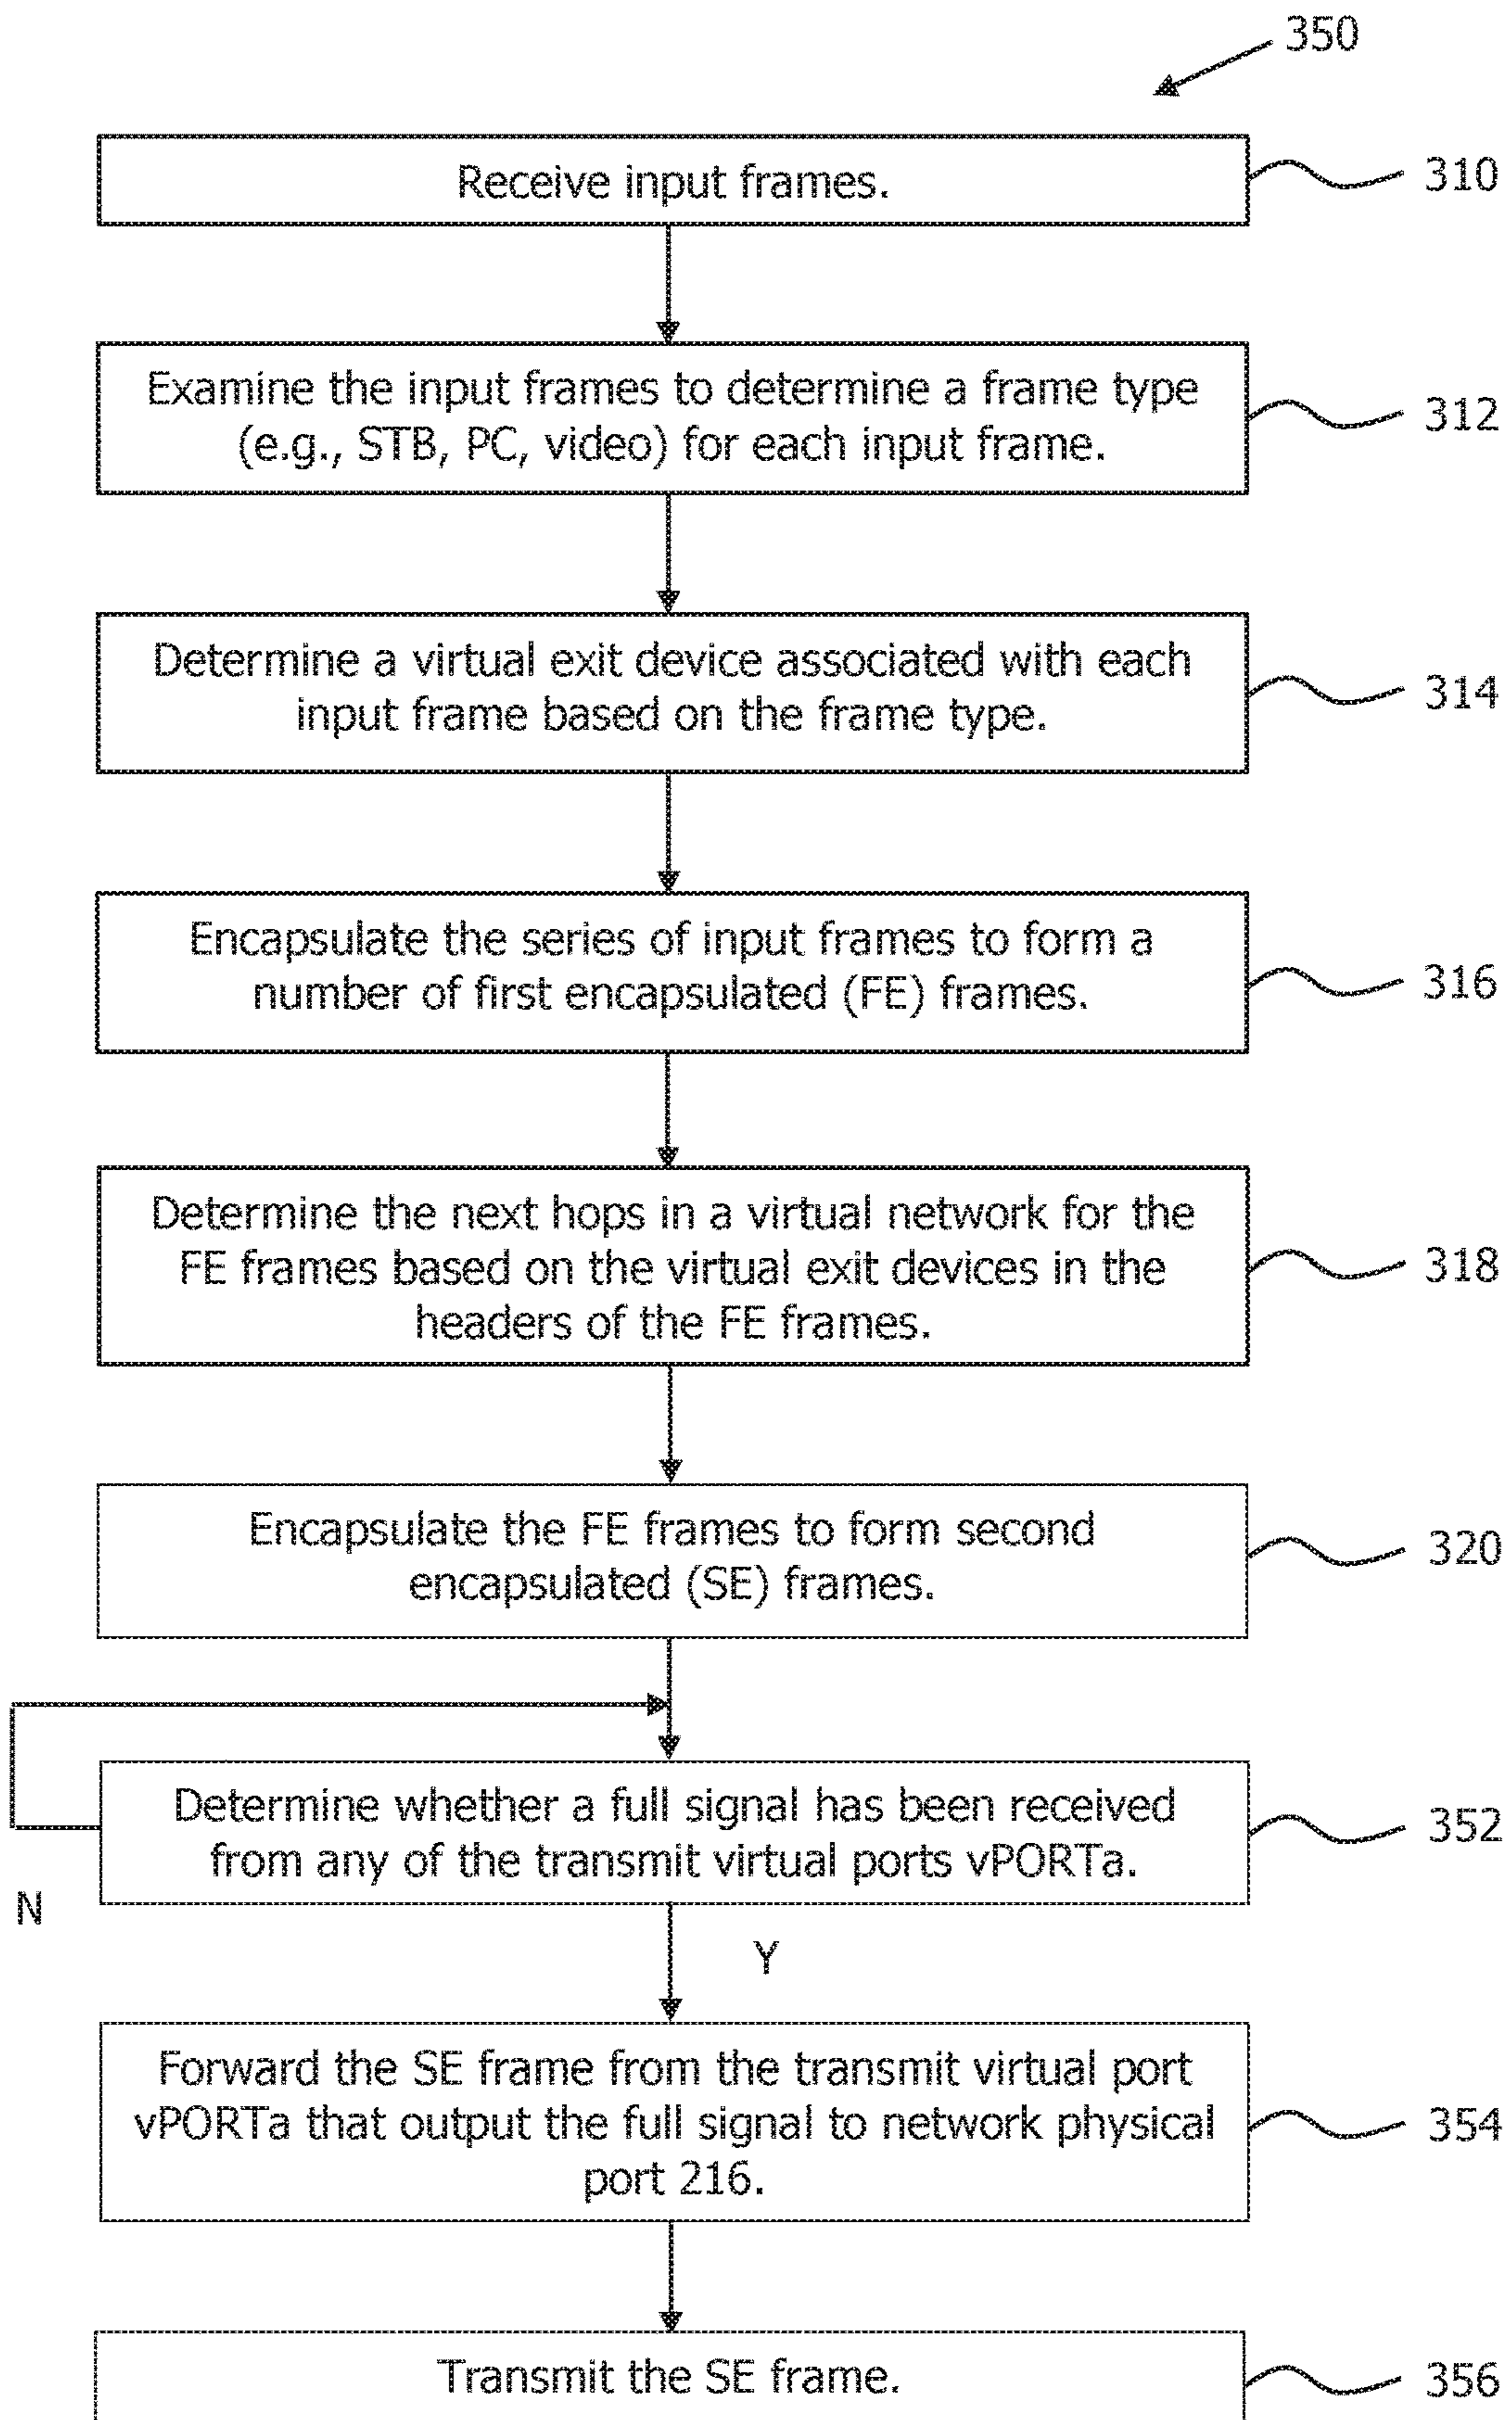 350
Receive input frames.
310
Examine the input frames to determine a frame type
(e.g., STB, PC, video) for each input frame.
312
Determine a virtual exit device associated with each
input frame based on the frame type.
314
Encapsulate the series of input frames to form a
number of first encapsulated (FE) frames.
316
Determine the next hops in a virtual network for the
FE frames based on the virtual exit devices in the
headers of the FE frames.
318
Encapsulate the FE frames to form second
encapsulated (SE) frames.
320
Determine whether a full signal has been received
from any of the transmit virtual ports vPORTa.
352
N
Y
Forward the SE frame from the transmit virtual port
vPORTa that output the full signal to network physical
port 216.
354
Transmit the SE frame.
356